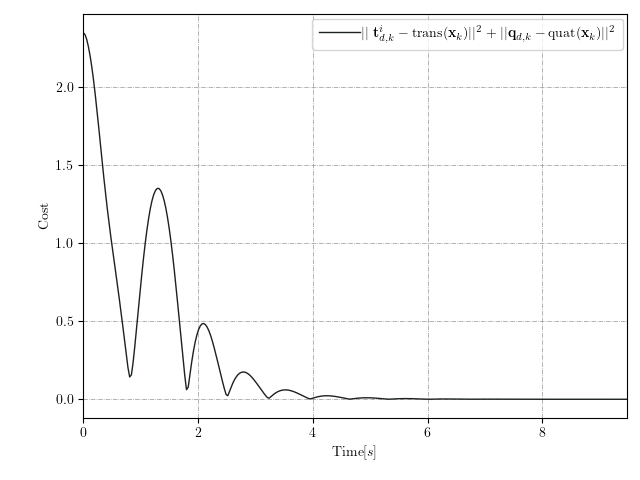 || t^i_{d,k} − trans(x_k)||^2 + ||q_{d,k} − quat(x_k)||^2
2.0
1.5
1.0
0.5
0.0
Cost
0 2 4 6 8
Time[s]